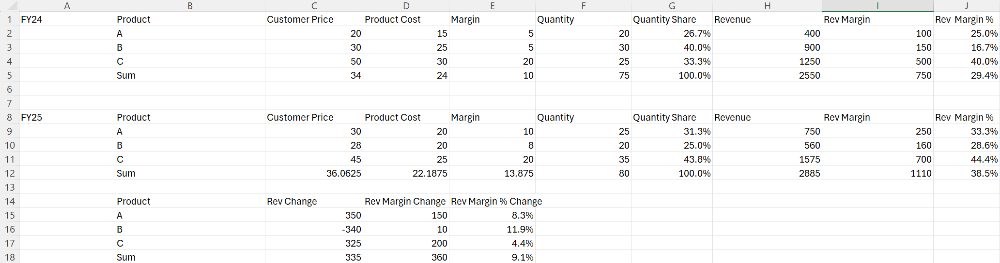 A B C D E F G H I J
1 FY24 Product Customer Price Product Cost Margin Quantity Quantity Share Revenue Rev Margin Rev Margin %
2 A 20 15 5 20 26.7% 400 100 25.0%
3 B 30 25 5 30 40.0% 900 150 16.7%
4 C 50 30 20 25 33.3% 1250 500 40.0%
5 Sum 34 24 10 75 100.0% 2550 750 29.4%
6
7
8 FY25 Product Customer Price Product Cost Margin Quantity Quantity Share Revenue Rev Margin Rev Margin %
9 A 30 20 10 25 31.3% 750 250 33.3%
10 B 28 20 8 20 25.0% 560 160 28.6%
11 C 45 25 20 35 43.8% 1575 700 44.4%
12 Sum 36.0625 22.1875 13.875 80 100.0% 2885 1110 38.5%
13
14 Product Rev Change Rev Margin Change Rev Margin % Change
15 A 350 150 8.3%
16 B -340 10 11.9%
17 C 325 200 4.4%
18 Sum 335 360 9.1%